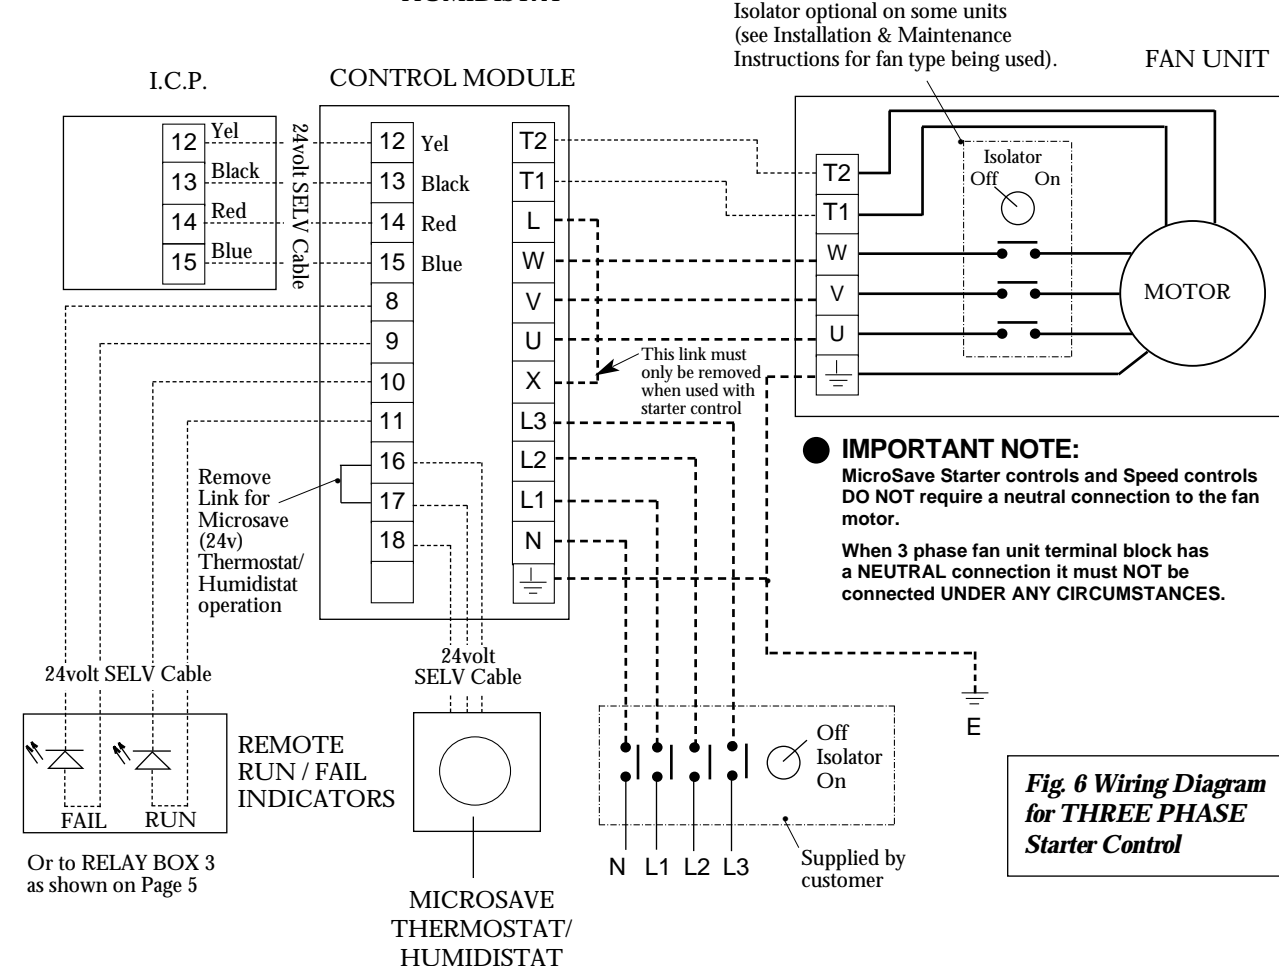 Isolator optional on some units
(see Installation & Maintenance
Instructions for fan type being used).
I.C.P.
CONTROL MODULE
FAN UNIT
12 Yel
13 Black
14 Red
15 Blue
24volt SELV Cable
12 Yel
13 Black
14 Red
15 Blue
8
9
10
11
16
17
18
T2
T1
L
W
V
U
X
L3
L2
L1
N
T2
T1
W
V
U
Isolator
Off On
MOTOR
This link must
only be removed
when used with
starter control
Remove
Link for
Microsave
(24v)
Thermostat/
Humidistat
operation
IMPORTANT NOTE:
MicroSave Starter controls and Speed controls
DO NOT require a neutral connection to the fan
motor.
When 3 phase fan unit terminal block has
a NEUTRAL connection it must NOT be
connected UNDER ANY CIRCUMSTANCES.
24volt SELV Cable
24volt
SELV Cable
E
FAIL RUN
REMOTE
RUN / FAIL
INDICATORS
Off
Isolator
On
N L1 L2 L3
Supplied by
customer
Or to RELAY BOX 3
as shown on Page 5
MICROSAVE
THERMOSTAT/
HUMIDISTAT
Fig. 6 Wiring Diagram
for THREE PHASE
Starter Control